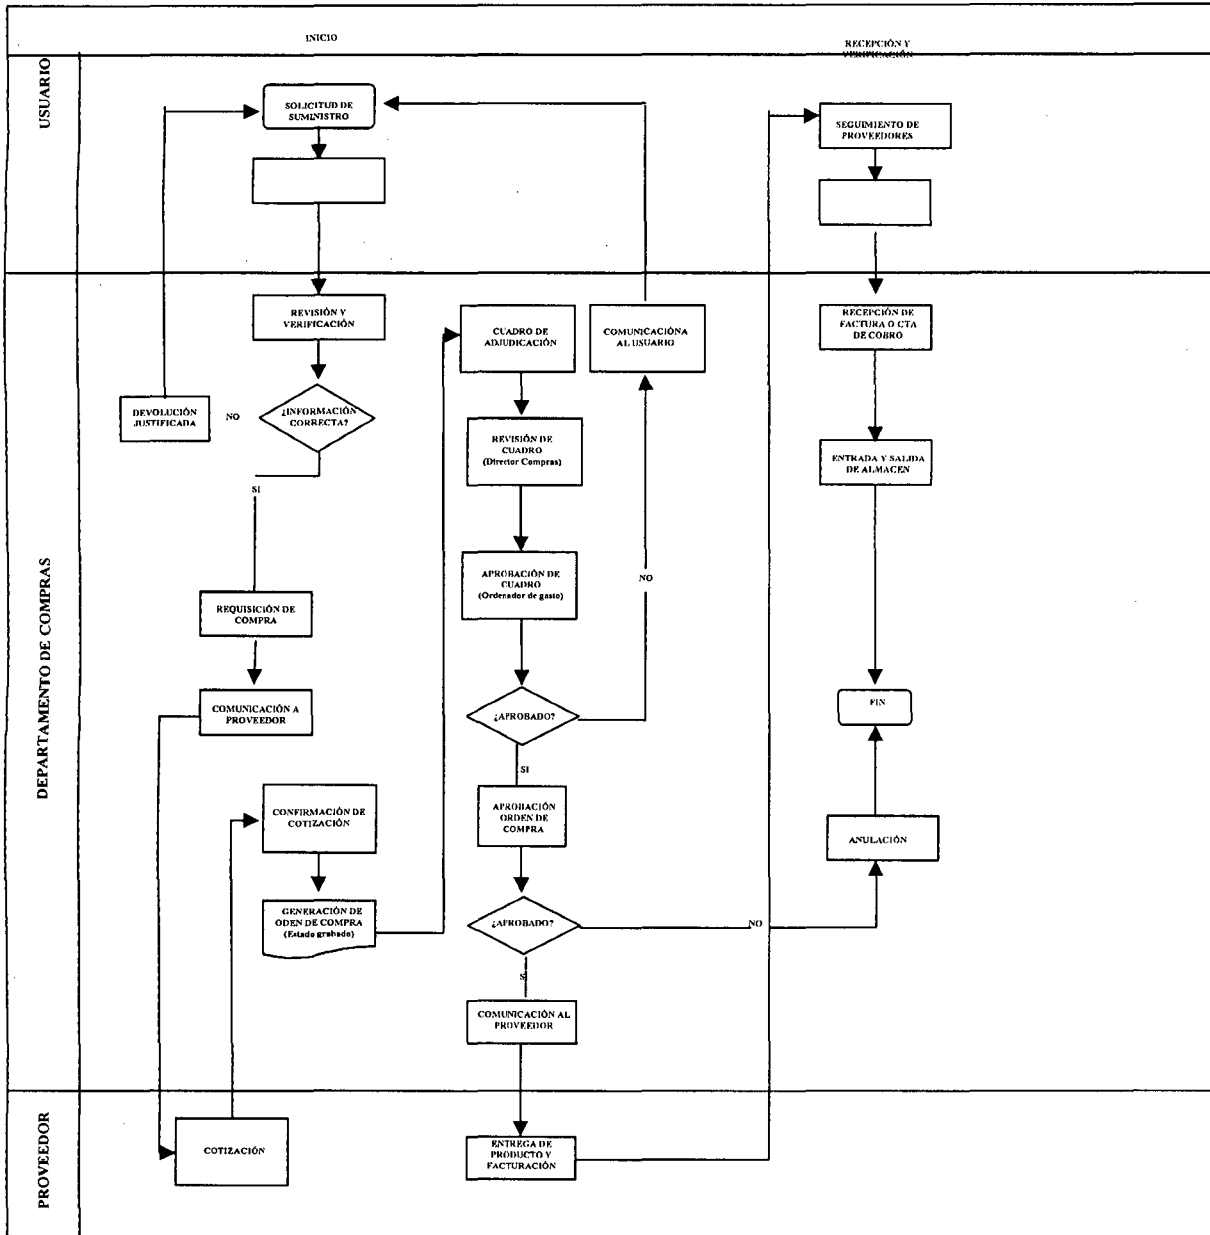 INICIO
RECEPCIÓN Y
VERIFICACIÓN
USUARIO
SOLICITUD DE
SUMINISTRO
SEGUIMIENTO DE
PROVEEDORES
DEPARTAMENTO DE COMPRAS
REVISIÓN Y
VERIFICACIÓN
¿INFORMACIÓN
CORRECTA?
NO
DEVOLUCIÓN
JUSTIFICADA
SI
REQUISICIÓN DE
COMPRA
COMUNICACIÓN A
PROVEEDOR
CONFIRMACIÓN DE
COTIZACIÓN
GENERACIÓN DE
ODEN DE COMPRA
(Estado grabado)
CUADRO DE
ADJUDICACIÓN
REVISIÓN DE
CUADRO
(Director Compras)
APROBACIÓN DE
CUADRO
(Ordenador de gasto)
¿APROBADO?
SI
APROBACIÓN
ORDEN DE
COMPRA
¿APROBADO?
SI
COMUNICACIÓN AL
PROVEEDOR
COMUNICACIÓNA
AL USUARIO
NO
NO
RECEPCIÓN DE
FACTURA O CTA
DE COBRO
ENTRADA Y SALIDA
DE ALMACEN
FIN
ANULACIÓN
PROVEEDOR
COTIZACIÓN
ENTREGA DE
PRODUCTO Y
FACTURACIÓN